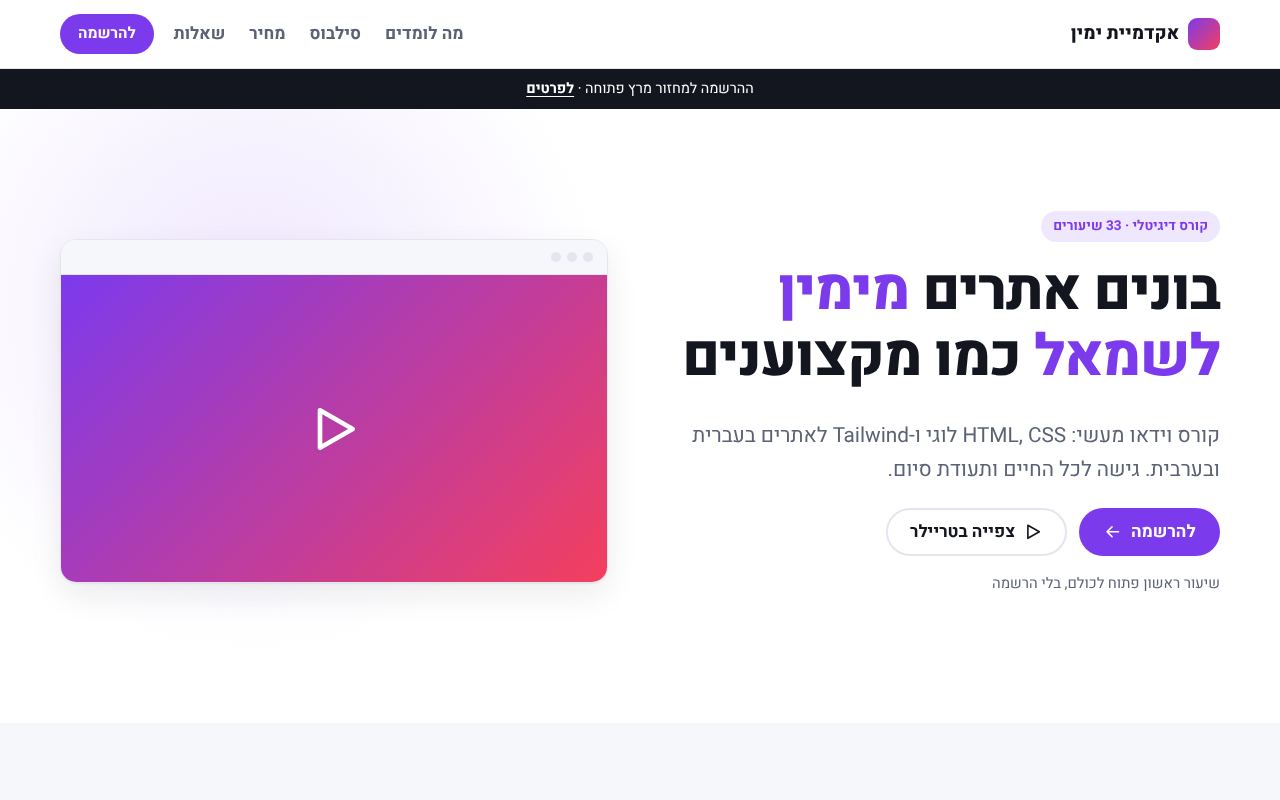 אקדמיית ימין
מה לומדים
סילבוס
מחיר
שאלות
להרשמה
ההרשמה למחזור מרץ פתוחה · לפרטים
קורס דיגיטלי · 33 שיעורים
בונים אתרים מימין
לשמאל כמו מקצוענים
קורס וידאו מעשי: HTML, CSS לוגי ו-Tailwind לאתרים בעברית
ובערבית. גישה לכל החיים ותעודת סיום.
להרשמה ←
צפייה בטריילר
שיעור ראשון פתוח לכולם, בלי הרשמה